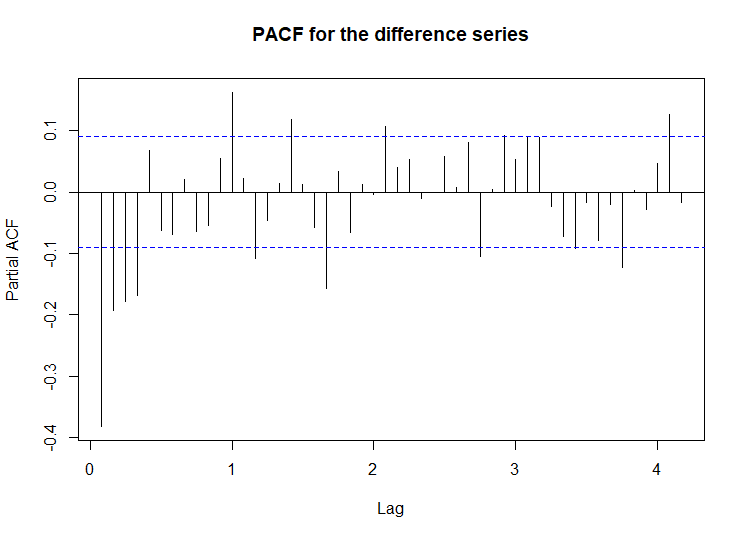 PACF for the difference series
Partial ACF
0.1
0.0
-0.1
-0.2
-0.3
-0.4
0 1 2 3 4
Lag